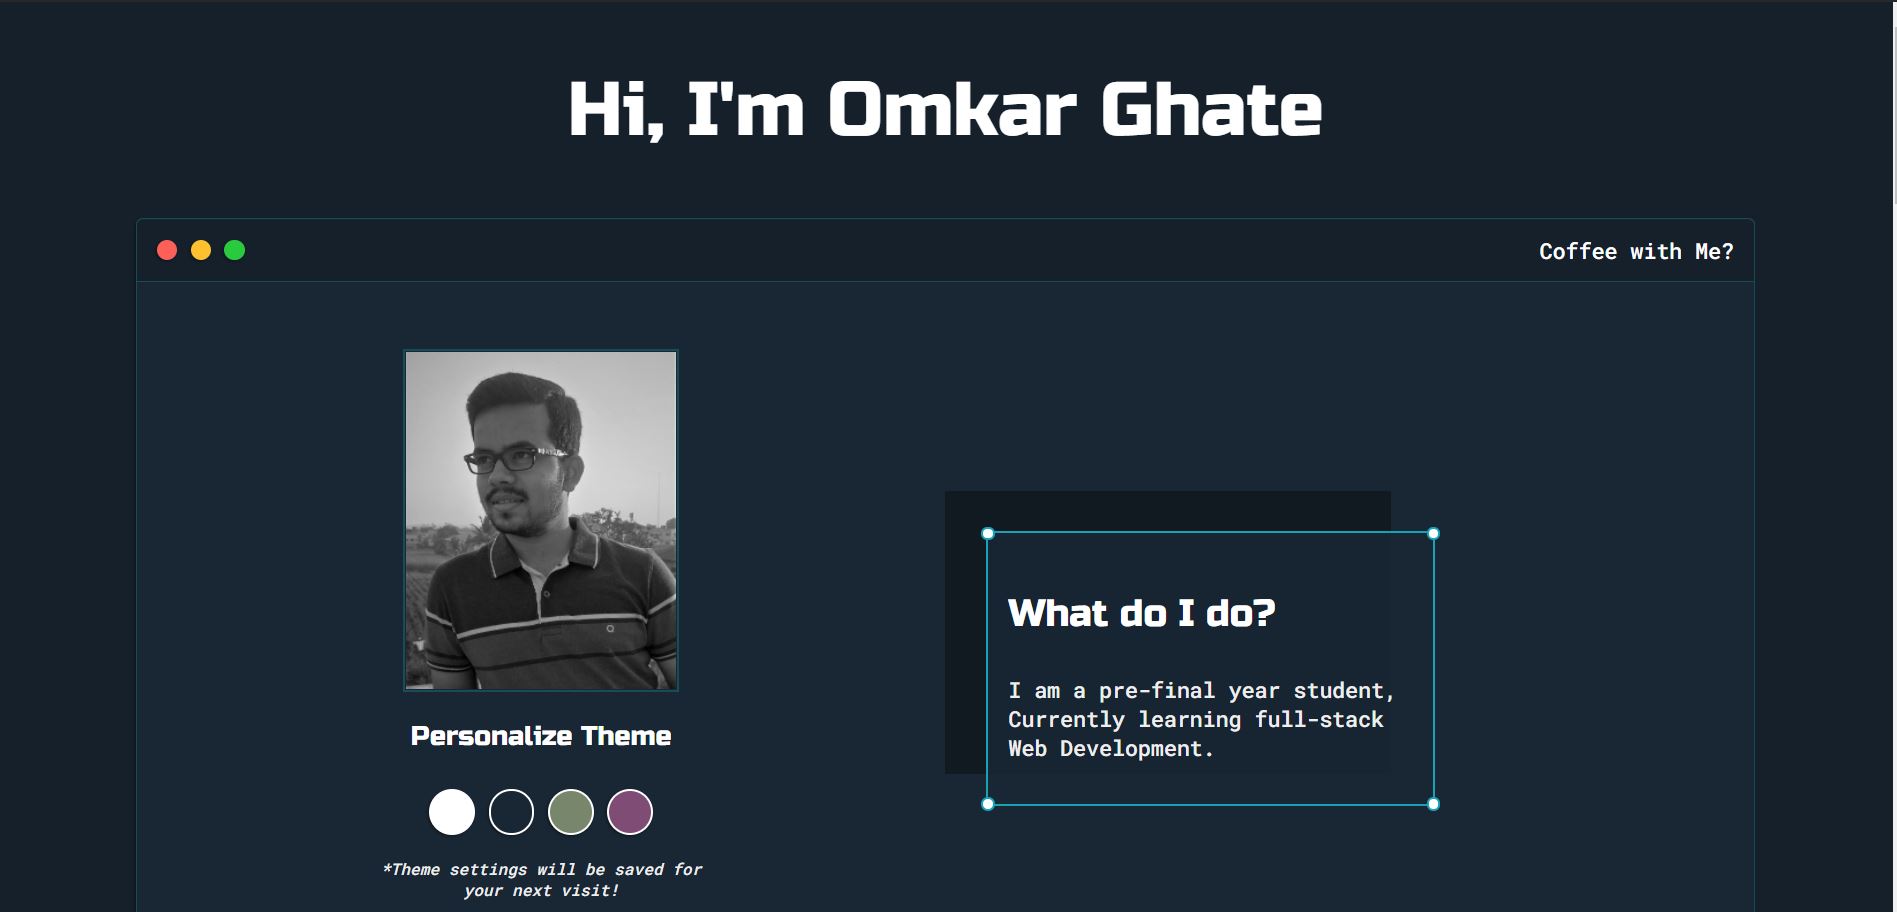 Hi, I'm Omkar Ghate
Coffee with Me?
Personalize Theme
*Theme settings will be saved for
your next visit!
What do I do?
I am a pre-final year student,
Currently learning full-stack
Web Development.